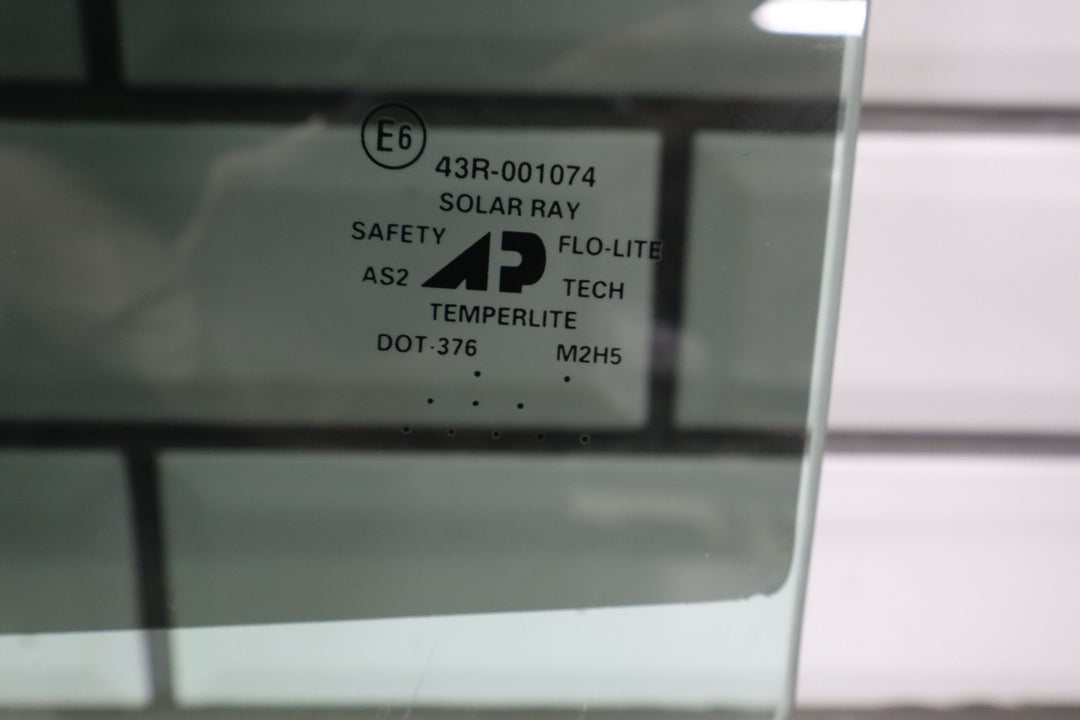 E6
43R-001074
SOLAR RAY
SAFETY AP FLO-LITE
AS2 TECH
TEMPERLITE
DOT-376 M2H5